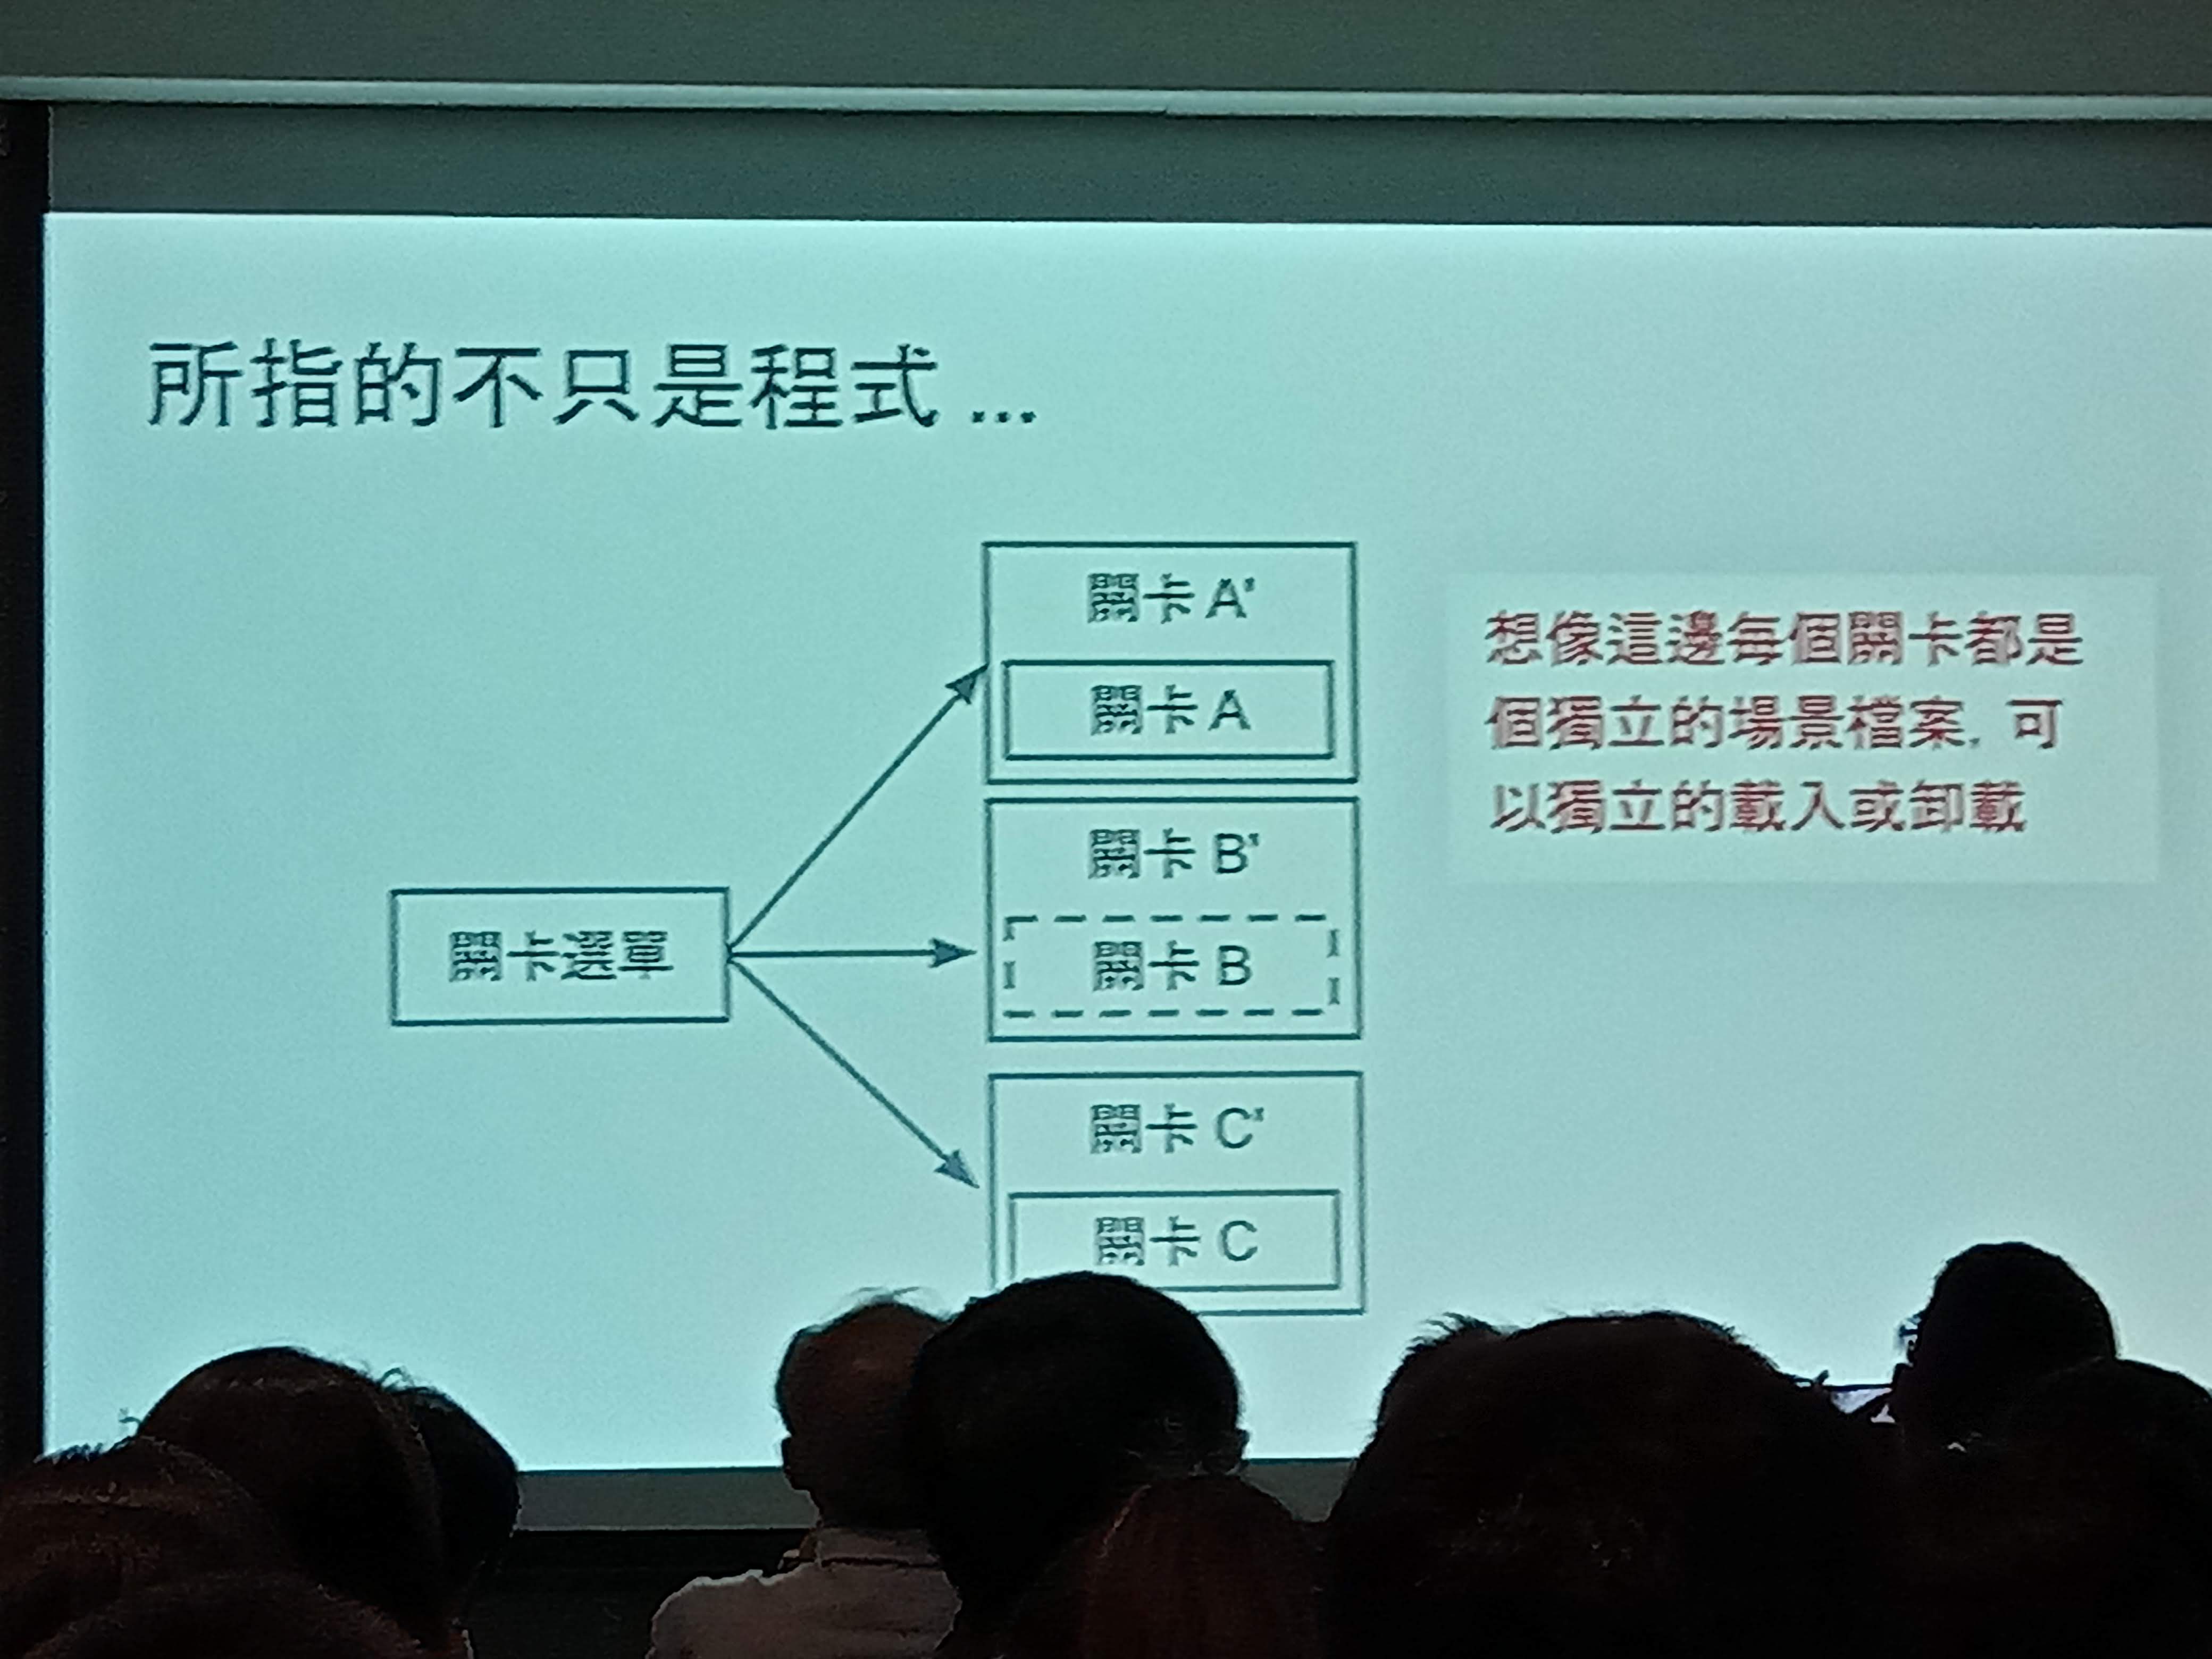 所指的不只是程式 ...
關卡 A'
關卡 A
想像這邊每個關卡都是
個獨立的場景檔案, 可
以獨立的載入或卸載
關卡 B'
關卡選單
關卡 B
關卡 C'
關卡 C